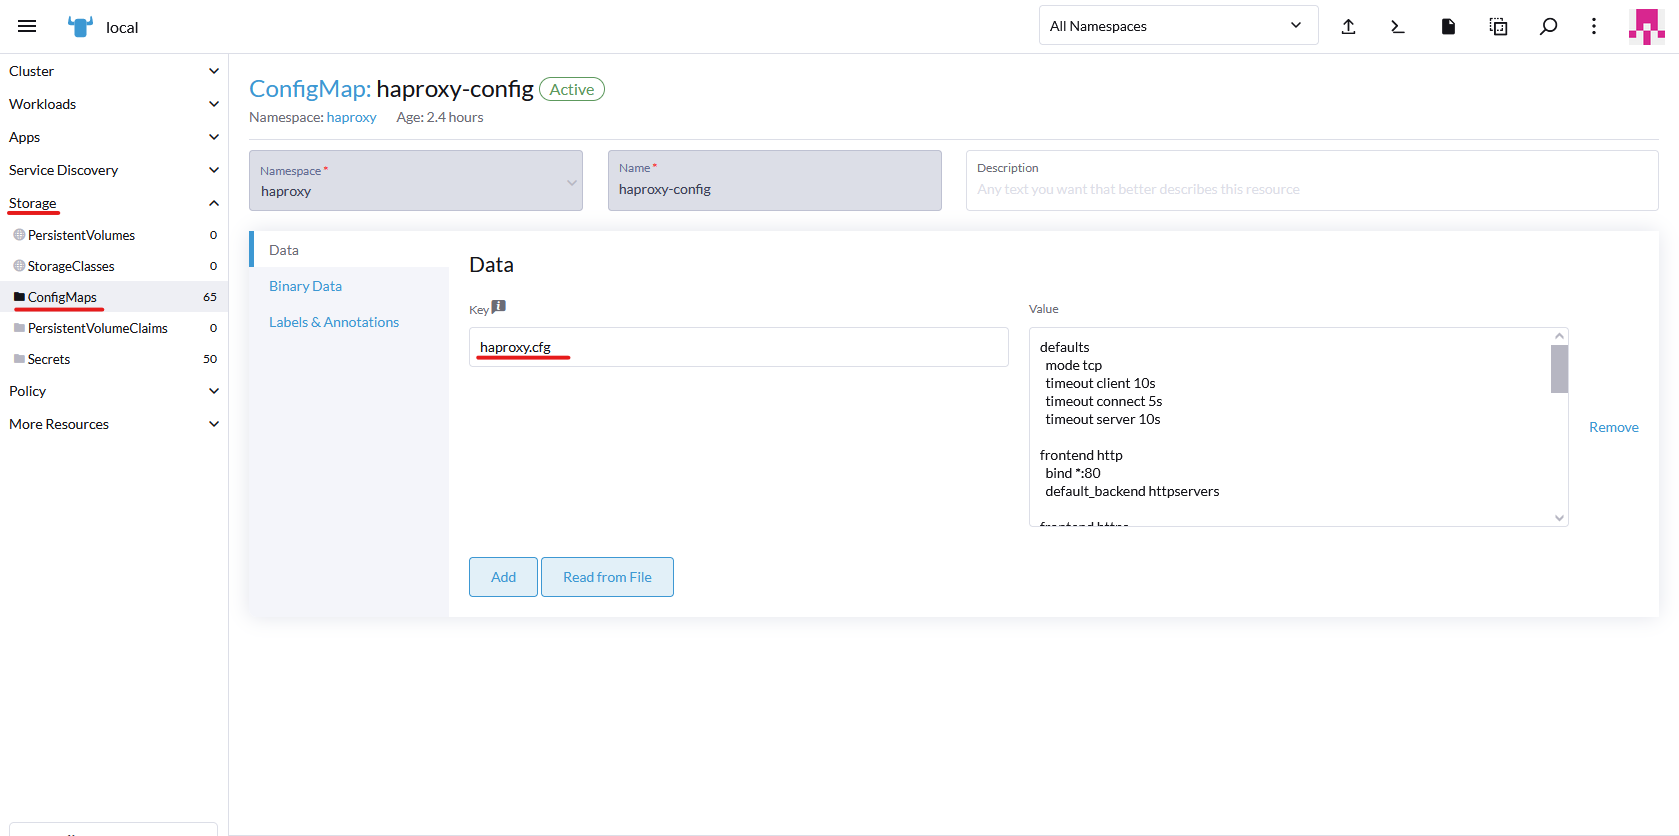 local
All Namespaces
Cluster
Workloads
Apps
Service Discovery
Storage
PersistentVolumes 0
StorageClasses 0
ConfigMaps 65
PersistentVolumeClaims 0
Secrets 50
Policy
More Resources
ConfigMap: haproxy-config Active
Namespace: haproxy Age: 2.4 hours
Namespace *
haproxy
Name *
haproxy-config
Description
Any text you want that better describes this resource
Data
Binary Data
Labels & Annotations
Data
Key
haproxy.cfg
Value
defaults
mode tcp
timeout client 10s
timeout connect 5s
timeout server 10s
frontend http
bind *:80
default_backend httpservers
frontend https
Remove
Add
Read from File